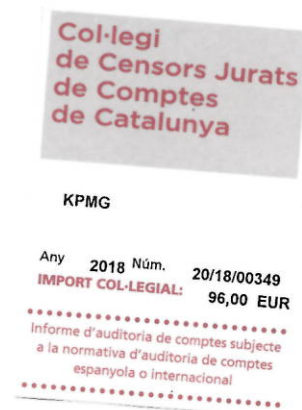 Col·legi
de Censors Jurats
de Comptes
de Catalunya
KPMG
Any 2018 Núm. 20/18/00349
IMPORT COL·LEGIAL: 96,00 EUR
Informe d'auditoria de comptes subjecte
a la normativa d'auditoria de comptes
espanyola o internacional